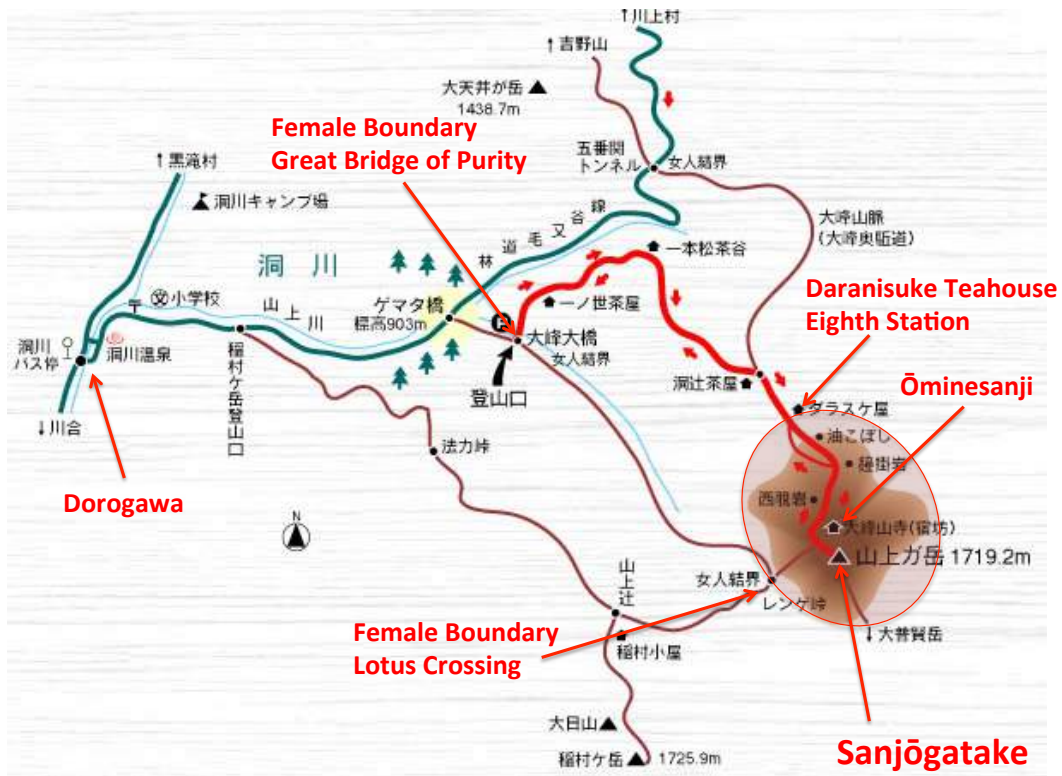 ↑川上村
↑吉野山
大天井が岳▲
1438.7m
Female Boundary
Great Bridge of Purity
五番関
トンネル
女人結界
↑黒滝村
洞川キャンプ場
大峰山脈
(大峰奥駈道)
林道毛又谷線
一本松茶谷
洞川
Daranisuke Teahouse
Eighth Station
〒
文小学校
山上川
ゲマタ橋
標高903m
一ノ世茶屋
P
大峰大橋
女人結界
洞川
バス停
洞川温泉
稲村ケ岳登山口
登山口
洞辻茶屋
Ōminesanji
ダラスケ屋
↓川合
油こぼし
法力峠
鐘掛岩
Dorogawa
西覗岩
N
大峰山寺(宿坊)
山上ガ岳 1719.2m
山上辻
女人結界
レンゲ峠
Female Boundary
Lotus Crossing
↓大普賢岳
稲村小屋
大日山▲
Sanjōgatake
稲村ケ岳▲ 1725.9m